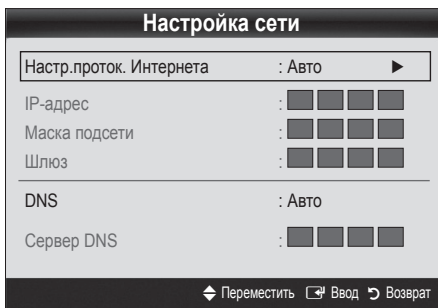 Настройка сети
Настр.проток. Интернета : Авто ▶
IP-адрес :
Маска подсети :
Шлюз :
DNS : Авто
Сервер DNS :
Переместить Ввод Возврат